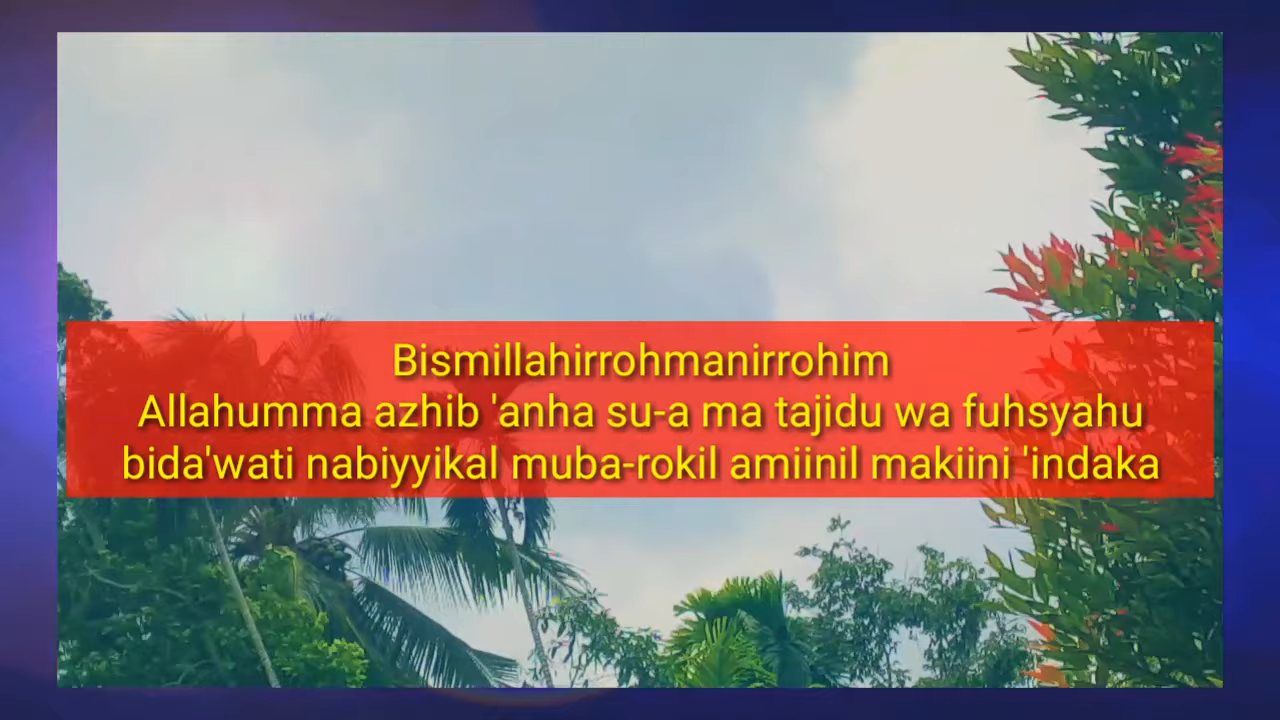 Bismillahirrohmanirrohim
Allahumma azhib 'anha su-a ma tajidu wa fuhsyahu
bida'wati nabiyyikal muba-rokil amiinil makiini 'indaka